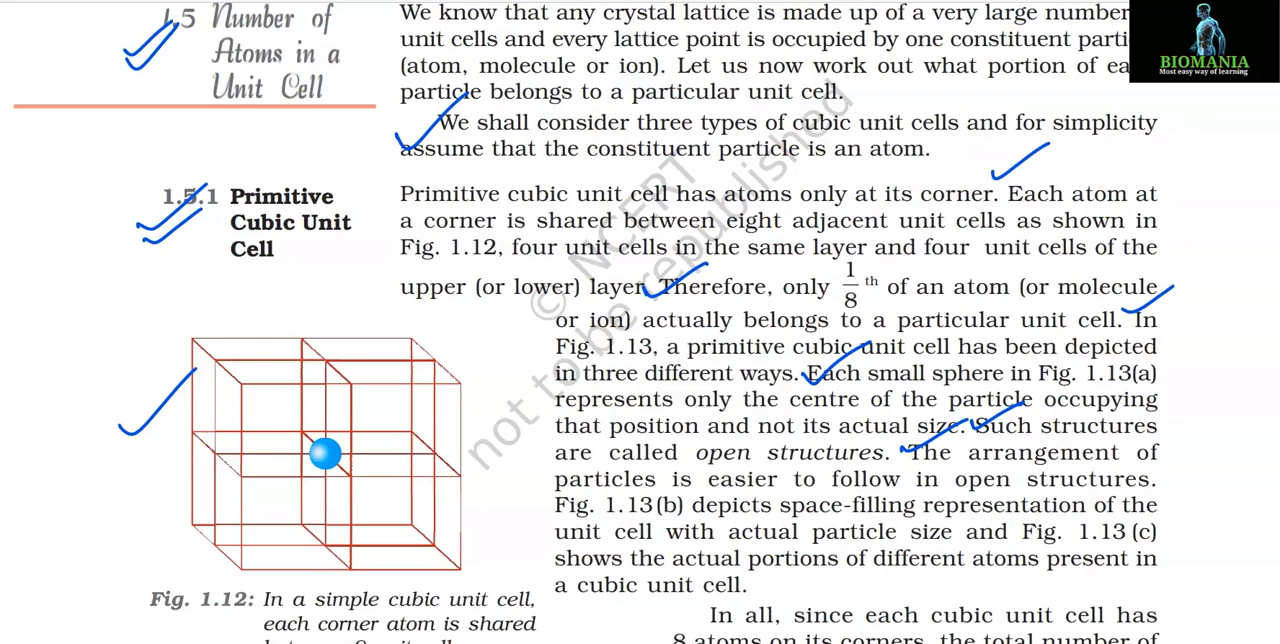 1.5 Number of
Atoms in a
Unit Cell
We know that any crystal lattice is made up of a very large number
unit cells and every lattice point is occupied by one constituent parti
(atom, molecule or ion). Let us now work out what portion of ea
particle belongs to a particular unit cell.
We shall consider three types of cubic unit cells and for simplicity
assume that the constituent particle is an atom.
BIOMANIA
Most easy way of learning
1.5.1 Primitive
Cubic Unit
Cell
Primitive cubic unit cell has atoms only at its corner. Each atom at
a corner is shared between eight adjacent unit cells as shown in
Fig. 1.12, four unit cells in the same layer and four unit cells of the
upper (or lower) layer. Therefore, only 1/8 th of an atom (or molecule
or ion) actually belongs to a particular unit cell. In
Fig. 1.13, a primitive cubic unit cell has been depicted
in three different ways. Each small sphere in Fig. 1.13(a)
represents only the centre of the particle occupying
that position and not its actual size. Such structures
are called open structures. The arrangement of
particles is easier to follow in open structures.
Fig. 1.13(b) depicts space-filling representation of the
unit cell with actual particle size and Fig. 1.13 (c)
shows the actual portions of different atoms present in
a cubic unit cell.
In all, since each cubic unit cell has
8 atoms on its corners, the total number of
Fig. 1.12: In a simple cubic unit cell,
each corner atom is shared
© NCERT
not to be republished